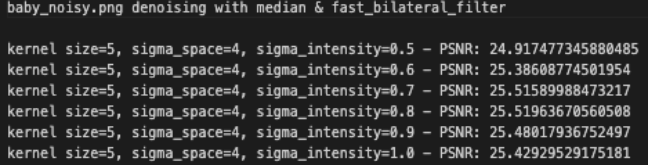 baby_noisy.png denoising with median & fast_bilateral_filter
kernel size=5, sigma_space=4, sigma_intensity=0.5 – PSNR: 24.917477345880485
kernel size=5, sigma_space=4, sigma_intensity=0.6 – PSNR: 25.38608774501954
kernel size=5, sigma_space=4, sigma_intensity=0.7 – PSNR: 25.51589988473217
kernel size=5, sigma_space=4, sigma_intensity=0.8 – PSNR: 25.51963670560508
kernel size=5, sigma_space=4, sigma_intensity=0.9 – PSNR: 25.48017936752497
kernel size=5, sigma_space=4, sigma_intensity=1.0 – PSNR: 25.42929529175181